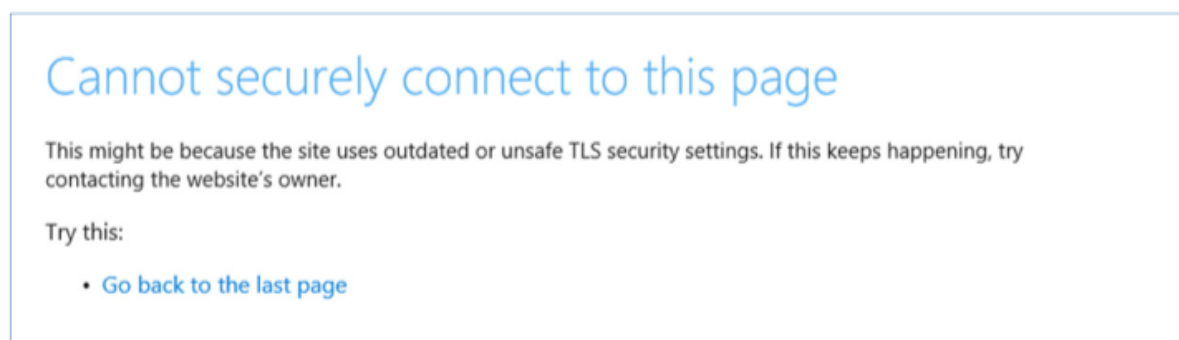 Cannot securely connect to this page
This might be because the site uses outdated or unsafe TLS security settings. If this keeps happening, try
contacting the website's owner.
Try this:
• Go back to the last page